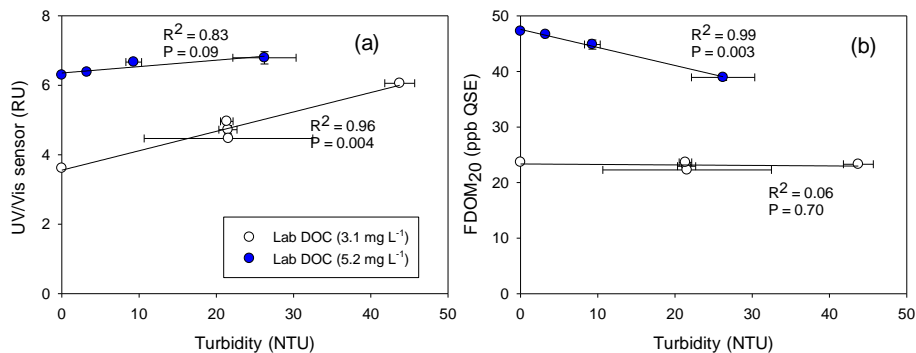 8
6
4
2
0
UV/Vis sensor (RU)
R² = 0.83
P = 0.09
(a)
R² = 0.96
P = 0.004
Lab DOC (3.1 mg L⁻¹)
Lab DOC (5.2 mg L⁻¹)
0 10 20 30 40 50
Turbidity (NTU)
50
40
30
20
10
0
FDOM₂₀ (ppb QSE)
R² = 0.99
P = 0.003
(b)
R² = 0.06
P = 0.70
0 10 20 30 40 50
Turbidity (NTU)